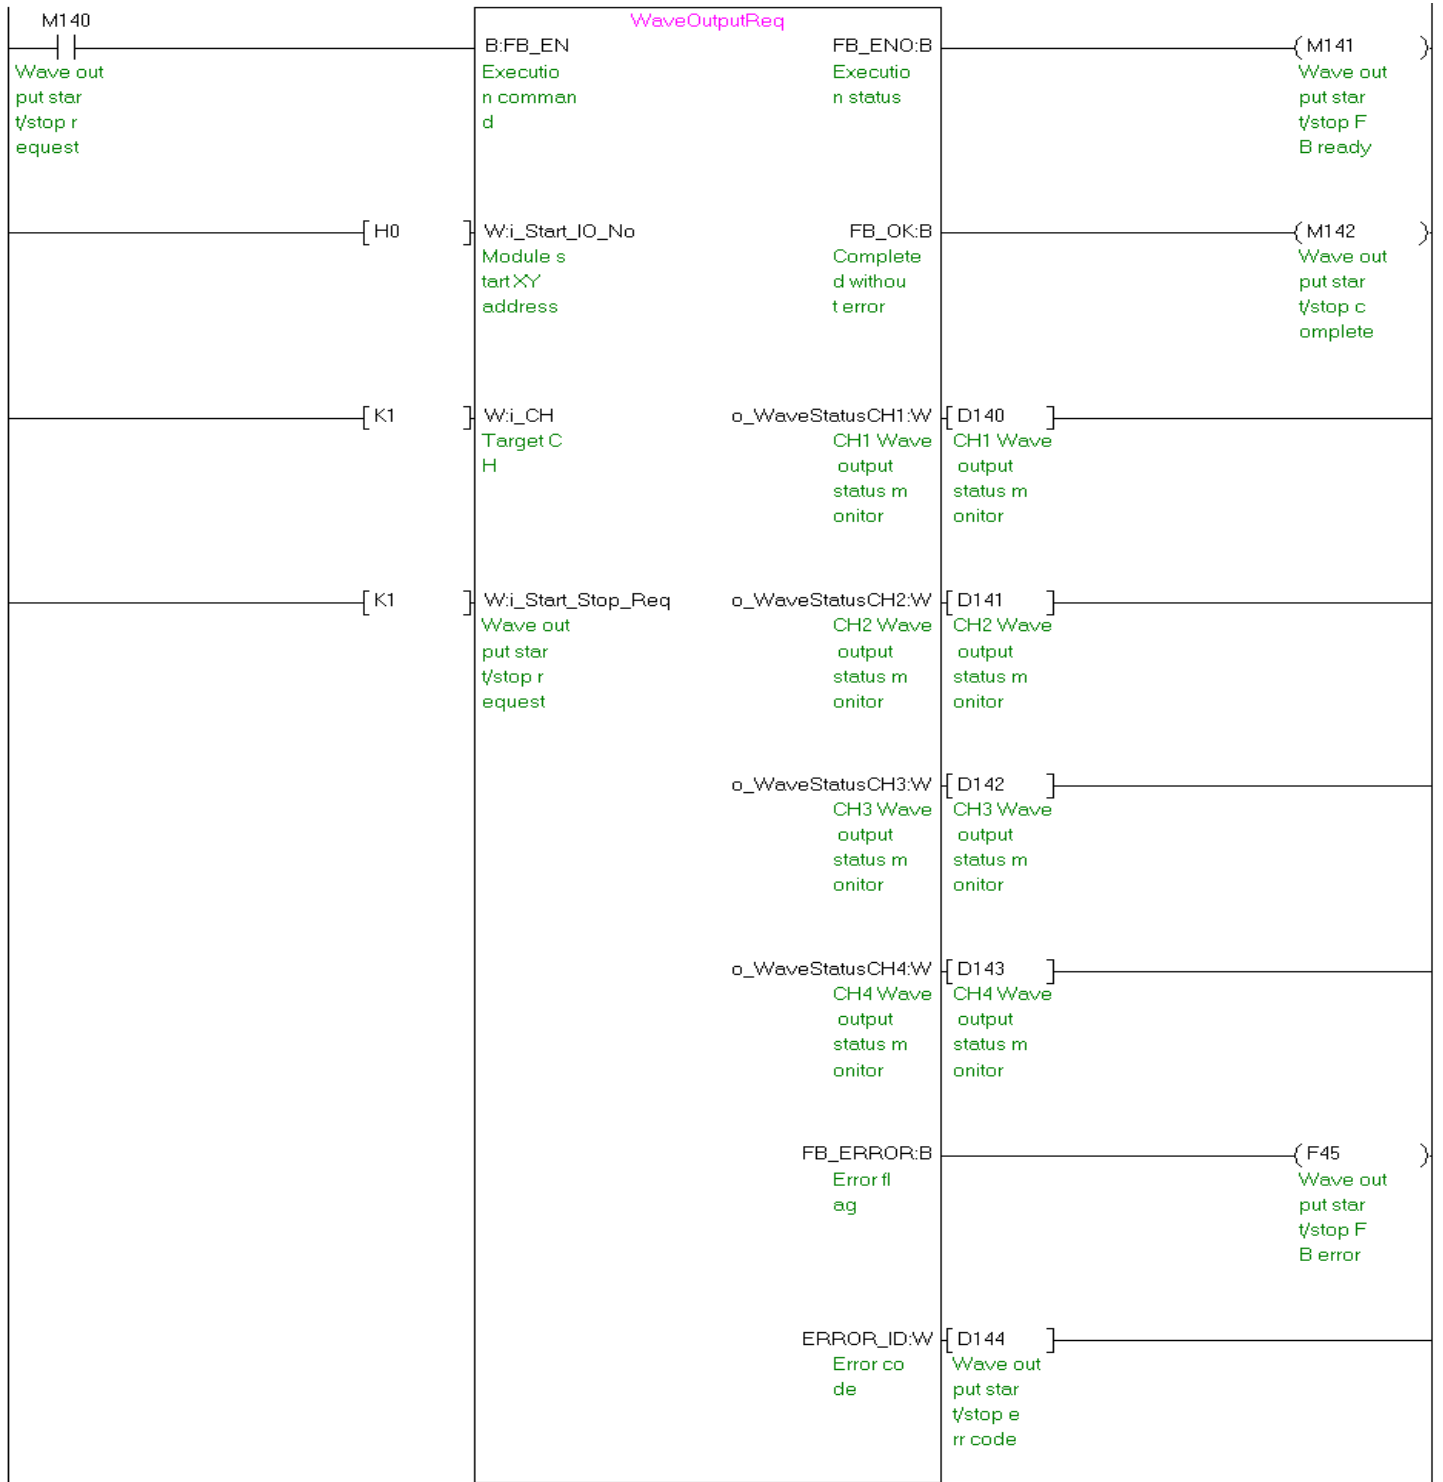 M140
WaveOutputReq
B:FB_EN
FB_ENO:B
M141
Wave out
put star
t/stop r
equest
Executio
n comman
d
Executio
n status
Wave out
put star
t/stop F
B ready
H0
W:i_Start_IO_No
FB_OK:B
M142
Module s
tart XY
address
Complete
d withou
t error
Wave out
put star
t/stop c
omplete
K1
W:i_CH
o_WaveStatusCH1:W
D140
Target C
H
CH1 Wave
output
status m
onitor
CH1 Wave
output
status m
onitor
K1
W:i_Start_Stop_Req
o_WaveStatusCH2:W
D141
Wave out
put star
t/stop r
equest
CH2 Wave
output
status m
onitor
CH2 Wave
output
status m
onitor
o_WaveStatusCH3:W
D142
CH3 Wave
output
status m
onitor
CH3 Wave
output
status m
onitor
o_WaveStatusCH4:W
D143
CH4 Wave
output
status m
onitor
CH4 Wave
output
status m
onitor
FB_ERROR:B
F45
Error fl
ag
Wave out
put star
t/stop F
B error
ERROR_ID:W
D144
Error co
de
Wave out
put star
t/stop e
rr code